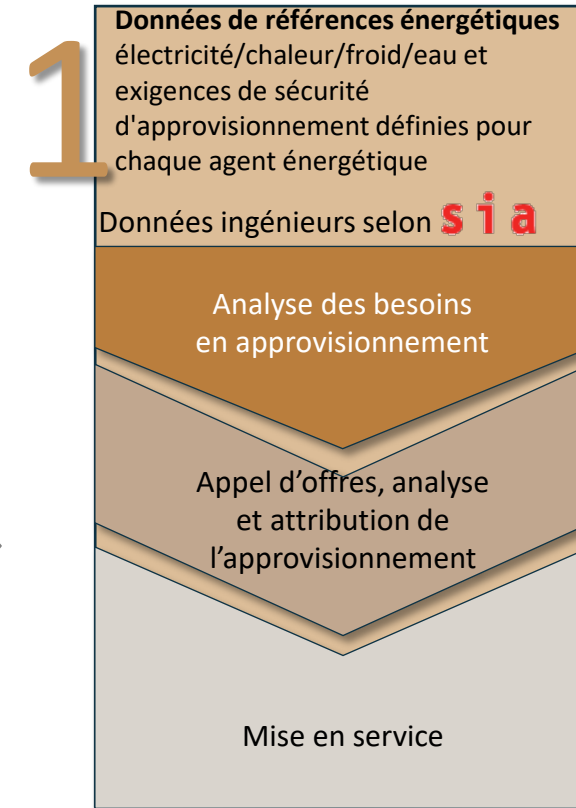 1
Données de références énergétiques
électricité/chaleur/froid/eau et
exigences de sécurité
d'approvisionnement définies pour
chaque agent énergétique
Données ingénieurs selon sia
Analyse des besoins
en approvisionnement
Appel d’offres, analyse
et attribution de
l’approvisionnement
Mise en service